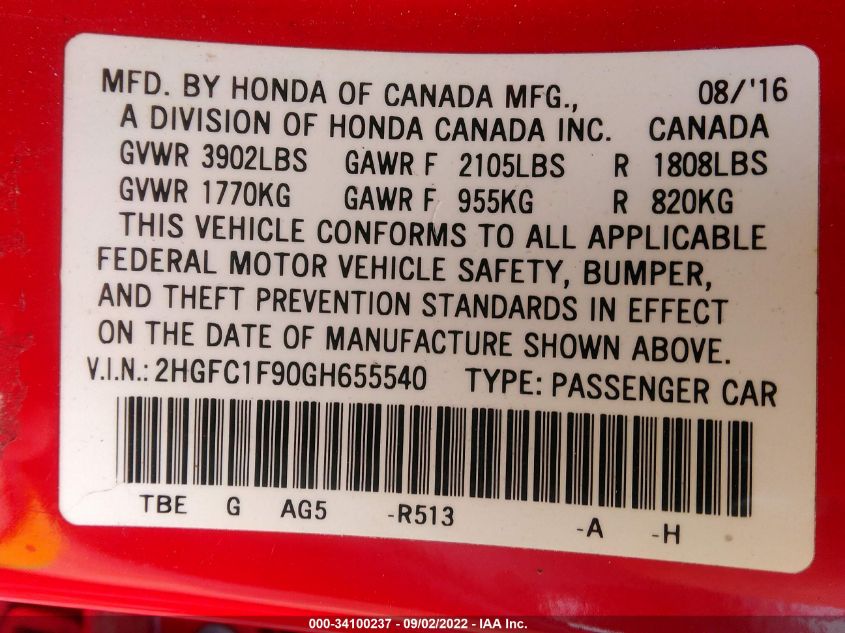 MFD. BY HONDA OF CANADA MFG., 08/'16
A DIVISION OF HONDA CANADA INC. CANADA
GVWR 3902LBS GAWR F 2105LBS R 1808LBS
GVWR 1770KG GAWR F 955KG R 820KG
THIS VEHICLE CONFORMS TO ALL APPLICABLE
FEDERAL MOTOR VEHICLE SAFETY, BUMPER,
AND THEFT PREVENTION STANDARDS IN EFFECT
ON THE DATE OF MANUFACTURE SHOWN ABOVE.
V.I.N.: 2HGFC1F90GH655540 TYPE: PASSENGER CAR
TBE G AG5 -R513 -A -H
000-34100237 - 09/02/2022 - IAA Inc.